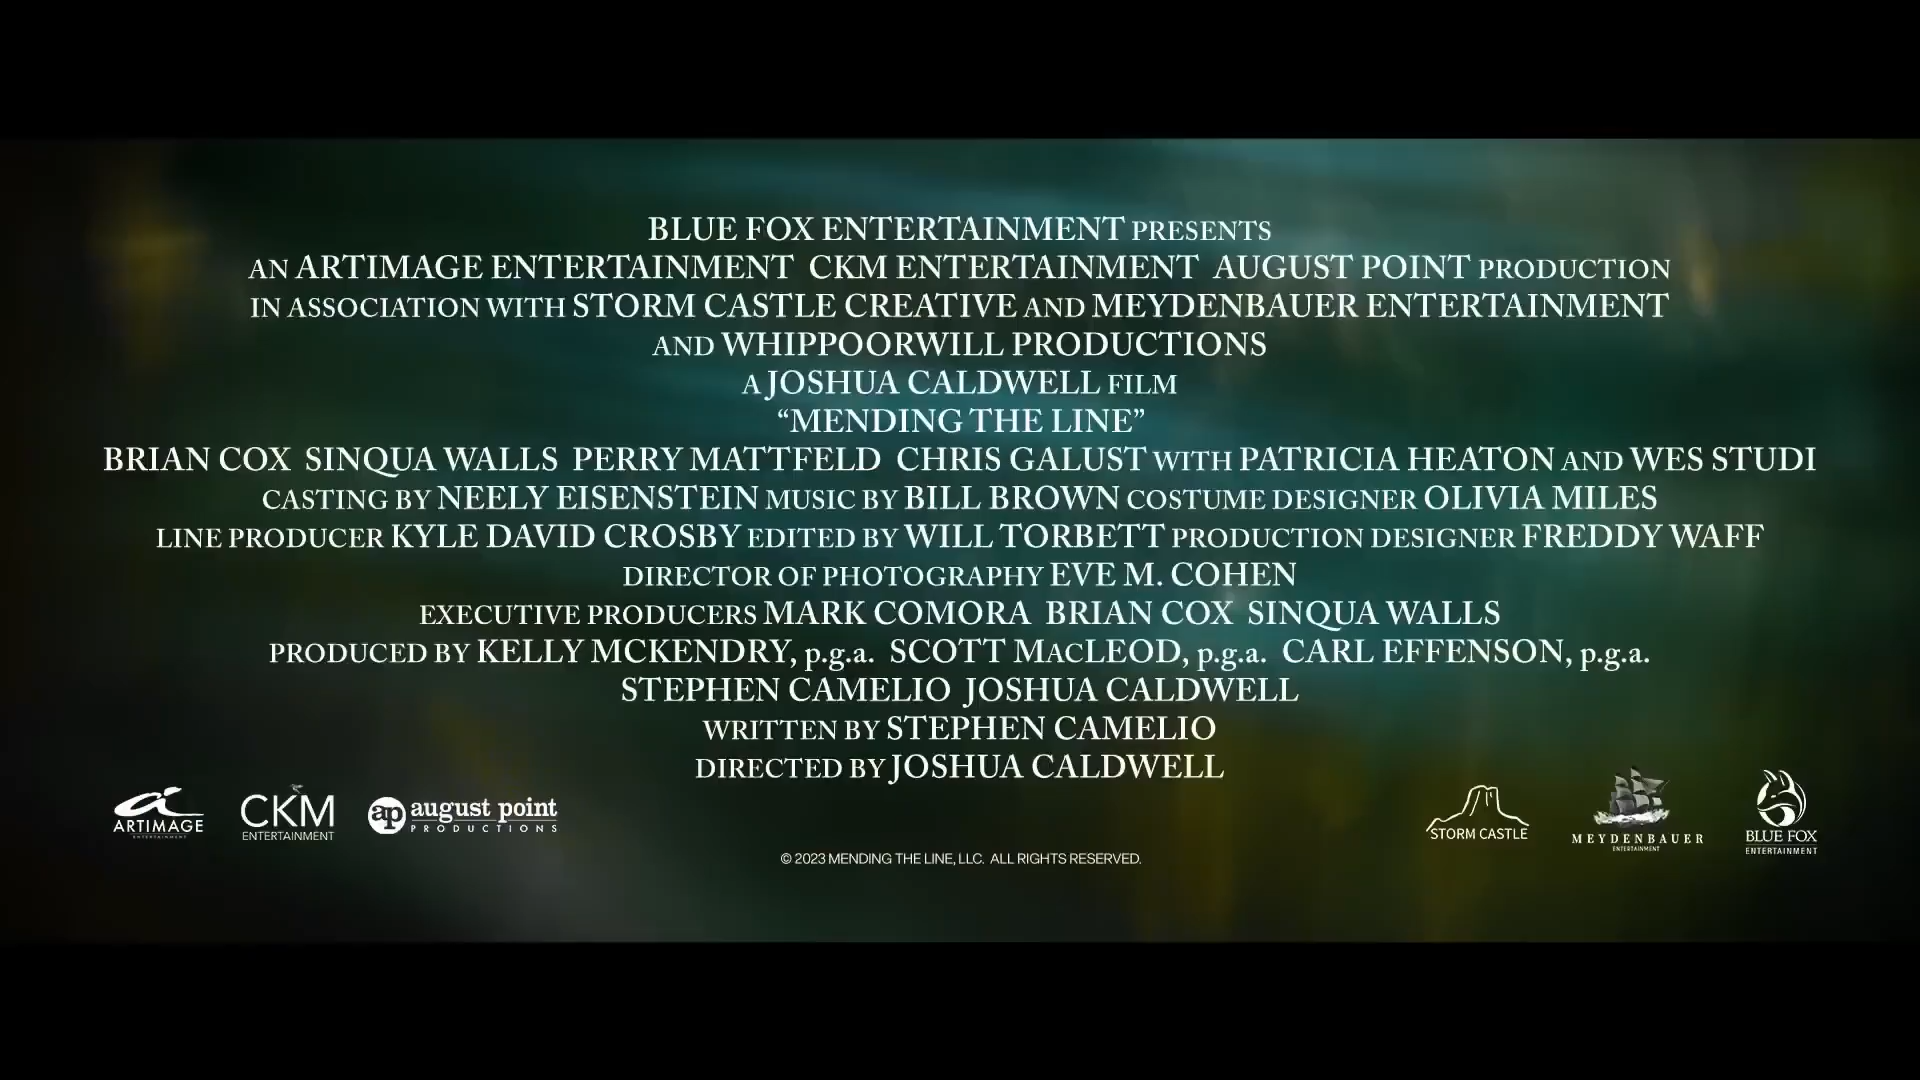 BLUE FOX ENTERTAINMENT PRESENTS
AN ARTIMAGE ENTERTAINMENT CKM ENTERTAINMENT AUGUST POINT PRODUCTION
IN ASSOCIATION WITH STORM CASTLE CREATIVE AND MEYDENBAUER ENTERTAINMENT
AND WHIPPOORWILL PRODUCTIONS
A JOSHUA CALDWELL FILM
“MENDING THE LINE”
BRIAN COX SINQUA WALLS PERRY MATTFELD CHRIS GALUST WITH PATRICIA HEATON AND WES STUDI
CASTING BY NEELY EISENSTEIN MUSIC BY BILL BROWN COSTUME DESIGNER OLIVIA MILES
LINE PRODUCER KYLE DAVID CROSBY EDITED BY WILL TORBETT PRODUCTION DESIGNER FREDDY WAFF
DIRECTOR OF PHOTOGRAPHY EVE M. COHEN
EXECUTIVE PRODUCERS MARK COMORA BRIAN COX SINQUA WALLS
PRODUCED BY KELLY MCKENDRY, p.g.a. SCOTT MACLEOD, p.g.a. CARL EFFENSON, p.g.a.
STEPHEN CAMELIO JOSHUA CALDWELL
WRITTEN BY STEPHEN CAMELIO
DIRECTED BY JOSHUA CALDWELL
ARTIMAGE
ENTERTAINMENT
CKM
ENTERTAINMENT
ap august point
PRODUCTIONS
STORM CASTLE
MEYDENBAUER
ENTERTAINMENT
BLUE FOX
ENTERTAINMENT
© 2023 MENDING THE LINE, LLC. ALL RIGHTS RESERVED.